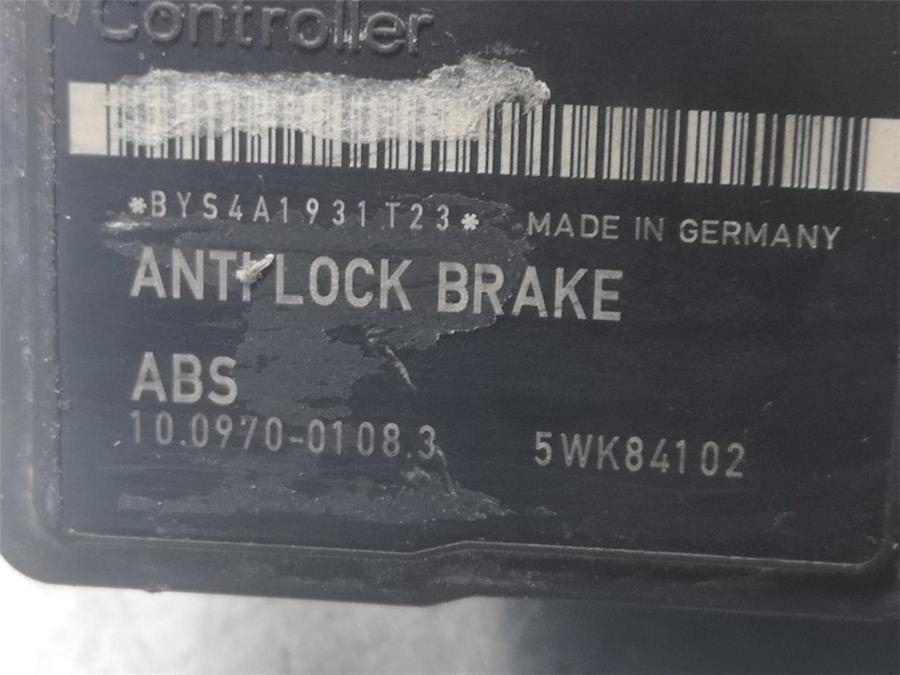 Controller
*BYS4A1931T23* MADE IN GERMANY
ANTI LOCK BRAKE
ABS
10.0970-0108.3 5WK84102